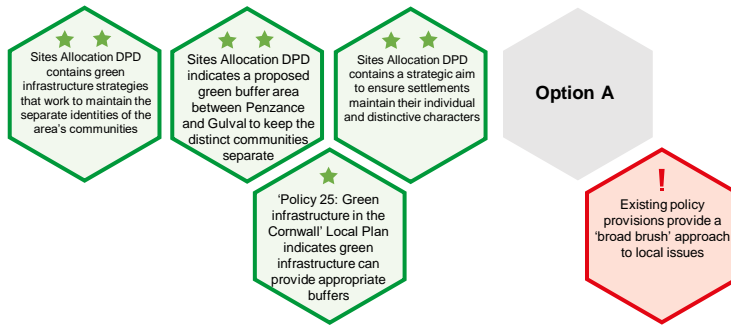 Sites Allocation DPD
contains green
infrastructure strategies
that work to maintain the
separate identities of the
area's communities
Sites Allocation DPD
indicates a proposed
green buffer area
between Penzance
and Gulval to keep the
distinct communities
separate
Sites Allocation DPD
contains a strategic aim
to ensure settlements
maintain their individual
and distinctive characters
Option A
'Policy 25: Green
infrastructure in the
Cornwall' Local Plan
indicates green
infrastructure can
provide appropriate
buffers
!
Existing policy
provisions provide a
'broad brush' approach
to local issues